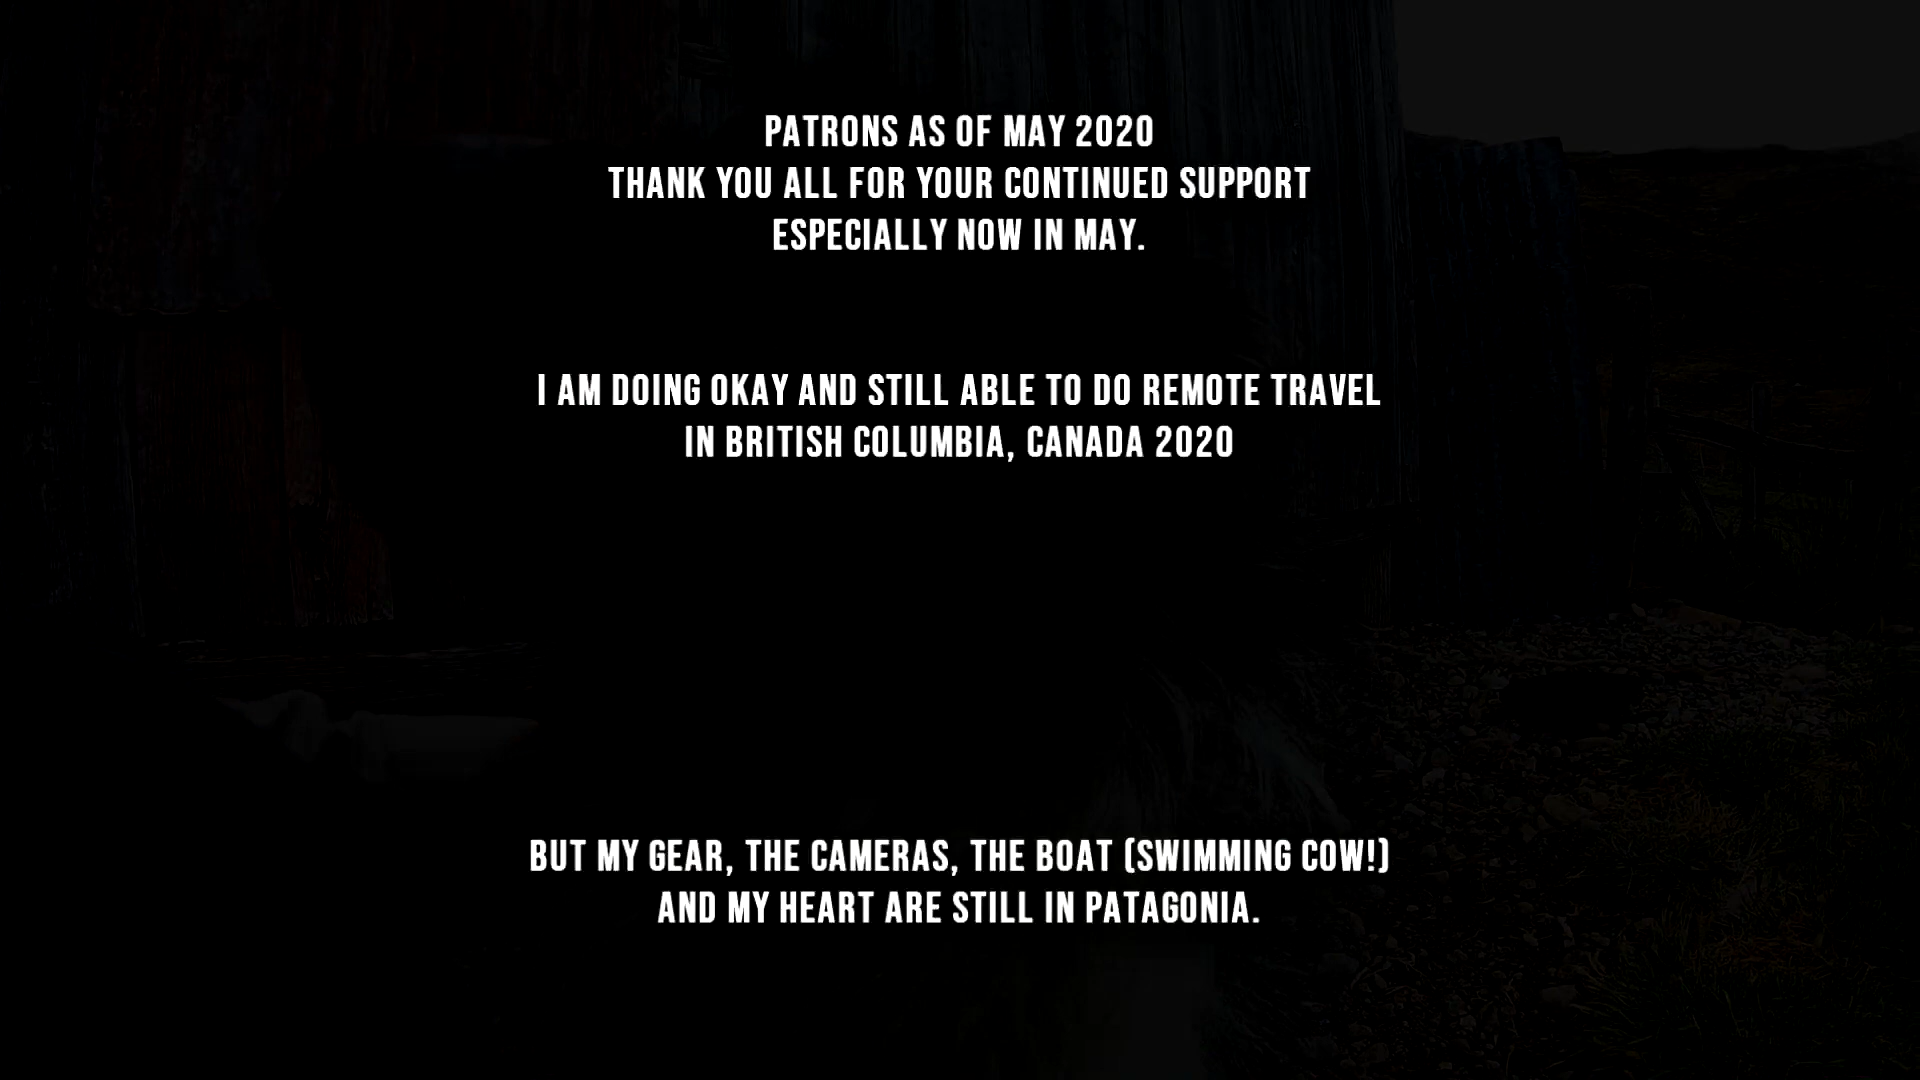 PATRONS AS OF MAY 2020
THANK YOU ALL FOR YOUR CONTINUED SUPPORT
ESPECIALLY NOW IN MAY.
I AM DOING OKAY AND STILL ABLE TO DO REMOTE TRAVEL
IN BRITISH COLUMBIA, CANADA 2020
BUT MY GEAR, THE CAMERAS, THE BOAT (SWIMMING COW!)
AND MY HEART ARE STILL IN PATAGONIA.